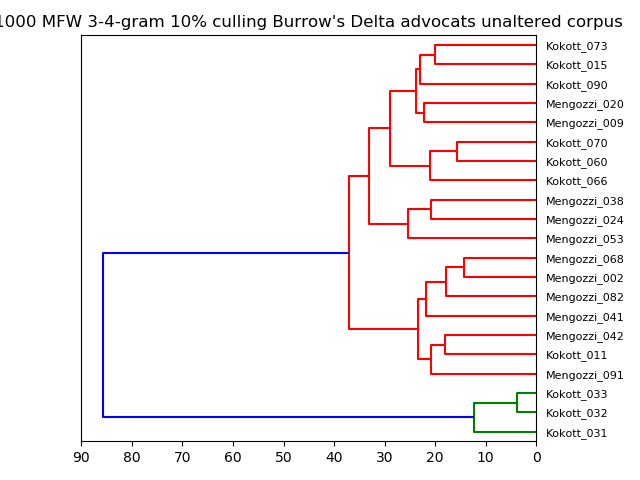 1000 MFW 3-4-gram 10% culling Burrow's Delta advocats unaltered corpus
Kokott_073
Kokott_015
Kokott_090
Mengozzi_020
Mengozzi_009
Kokott_070
Kokott_060
Kokott_066
Mengozzi_038
Mengozzi_024
Mengozzi_053
Mengozzi_068
Mengozzi_002
Mengozzi_082
Mengozzi_041
Mengozzi_042
Kokott_011
Mengozzi_091
Kokott_033
Kokott_032
Kokott_031
90 80 70 60 50 40 30 20 10 0